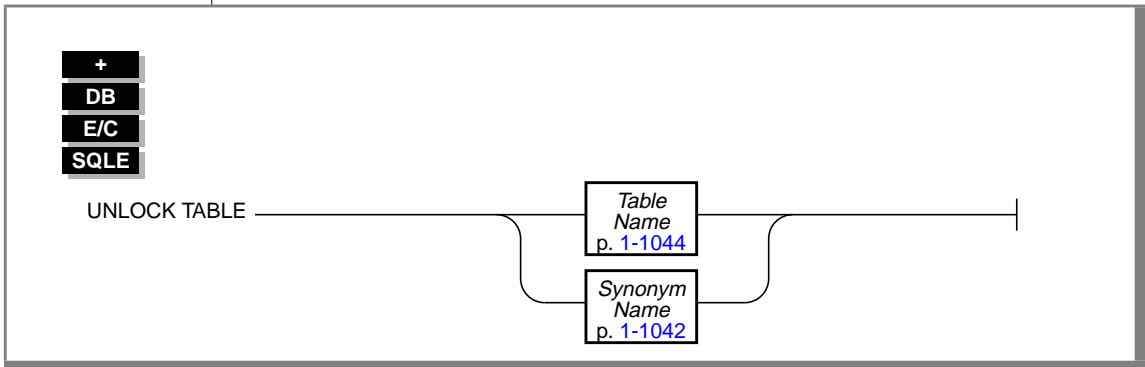 +
DB
E/C
SQLE
UNLOCK TABLE
Table
Name
p. 1-1044
Synonym
Name
p. 1-1042